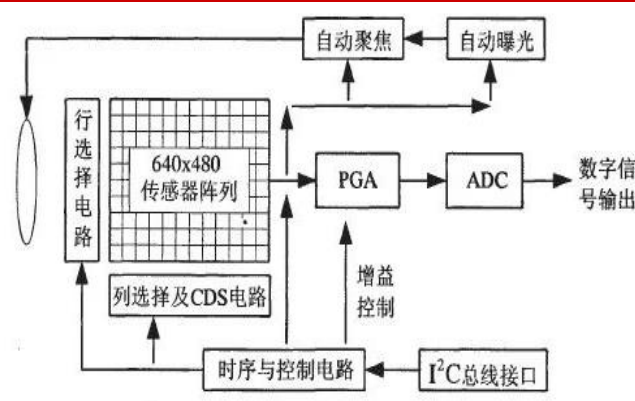 自动聚焦
自动曝光
行选择电路
640x480
传感器阵列
PGA
ADC
数字信
号输出
列选择及CDS电路
增益
控制
时序与控制电路
I²C总线接口